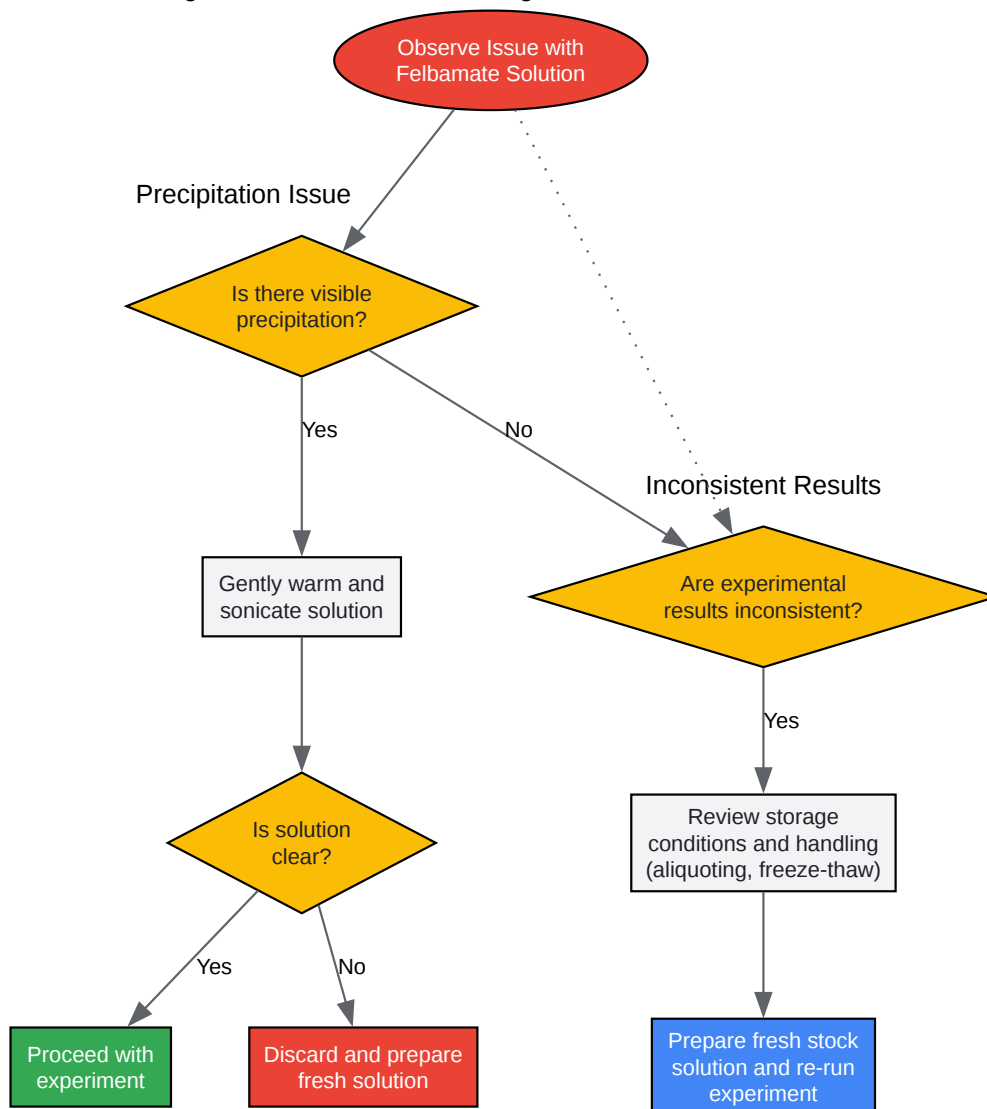 Observe Issue with
Felbamate Solution
Precipitation Issue
Is there visible
precipitation?
Yes
No
Inconsistent Results
Gently warm and
sonicate solution
Are experimental
results inconsistent?
Yes
Is solution
clear?
Review storage
conditions and handling
(aliquoting, freeze-thaw)
Yes
No
Proceed with
experiment
Discard and prepare
fresh solution
Prepare fresh stock
solution and re-run
experiment